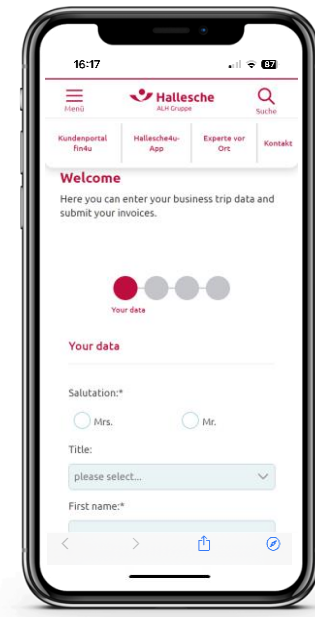 16:17
87
Menü
Hallesche
ALH Gruppe
Suche
Kundenportal
fin4u
Hallesche4u-
App
Experte vor
Ort
Kontakt
Welcome
Here you can enter your business trip data and
submit your invoices.
Your data
Your data
Salutation:*
Mrs.
Mr.
Title:
please select...
First name:*